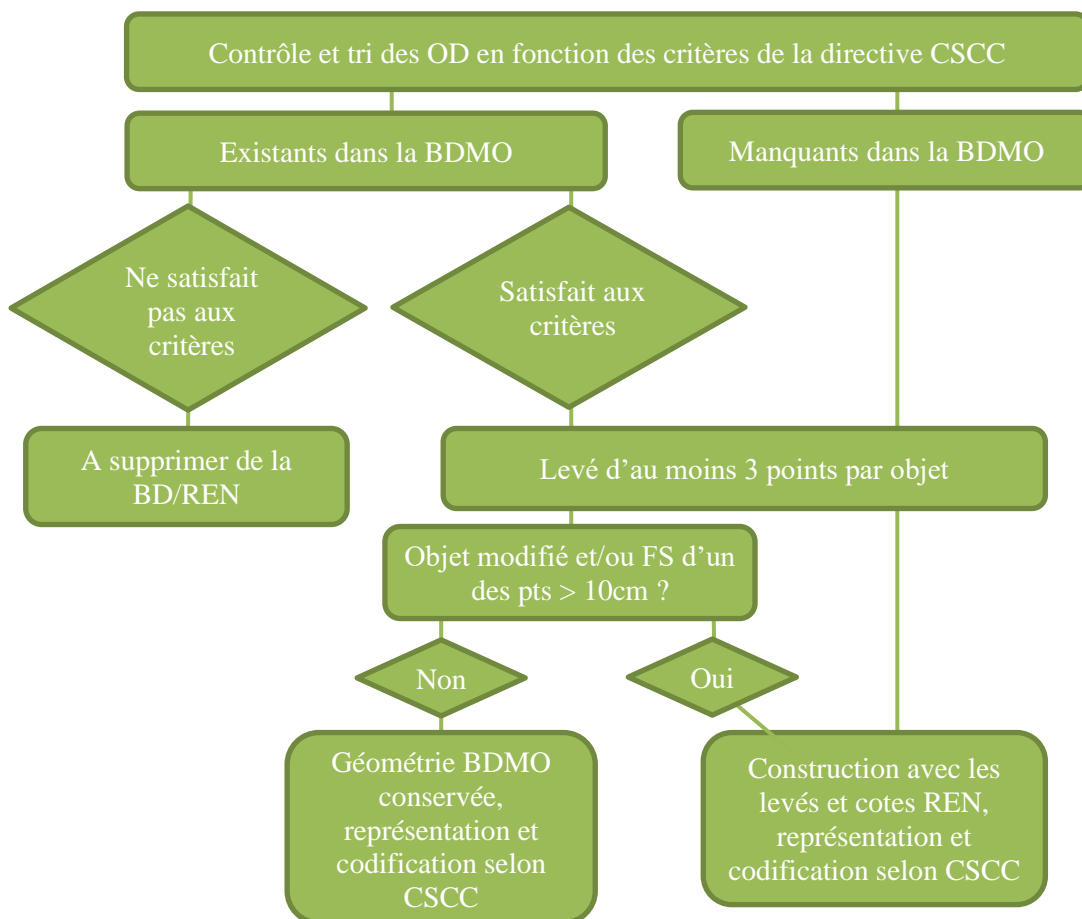 Contrôle et tri des OD en fonction des critères de la directive CSCC
Existants dans la BDMO
Manquants dans la BDMO
Ne satisfait
pas aux
critères
Satisfait aux
critères
A supprimer de la
BD/REN
Levé d’au moins 3 points par objet
Objet modifié et/ou FS d’un
des pts > 10cm ?
Non
Oui
Géométrie BDMO
conservée,
représentation et
codification selon
CSCC
Construction avec les
levés et cotes REN,
représentation et
codification selon CSCC